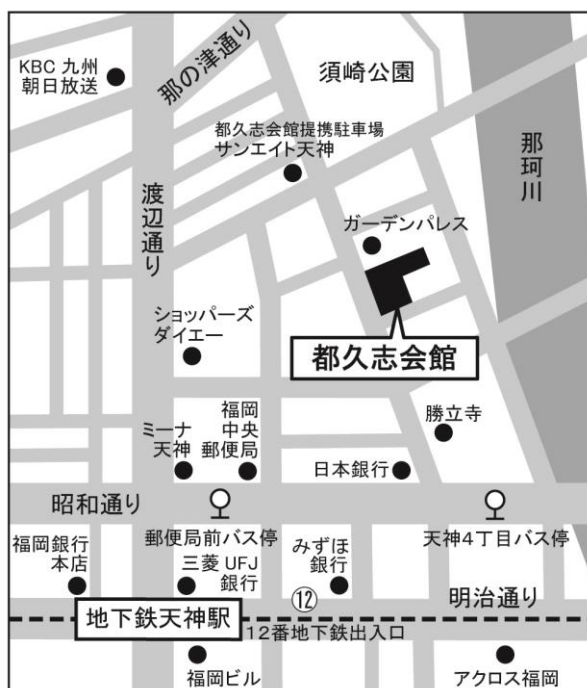 KBC 九州
朝日放送
那の津通り
須崎公園
都久志会館提携駐車場
サンエイト天神
那珂川
渡辺通り
ガーデンパレス
ショッパーズ
ダイエー
都久志会館
福岡
中央
郵便局
ミーナ
天神
勝立寺
日本銀行
昭和通り
郵便局前バス停
天神4丁目バス停
福岡銀行
本店
三菱 UFJ
銀行
みずほ
銀行
⑫
明治通り
地下鉄天神駅
12番地下鉄出入口
福岡ビル
アクロス福岡